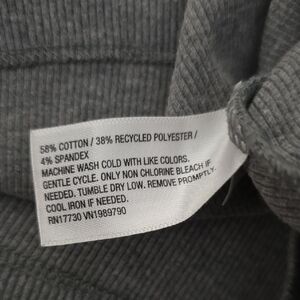 58% COTTON / 38% RECYCLED POLYESTER /
4% SPANDEX
MACHINE WASH COLD WITH LIKE COLORS.
GENTLE CYCLE. ONLY NON CHLORINE BLEACH IF
NEEDED. TUMBLE DRY LOW. REMOVE PROMPTLY.
COOL IRON IF NEEDED.
RN17730 VN1989790